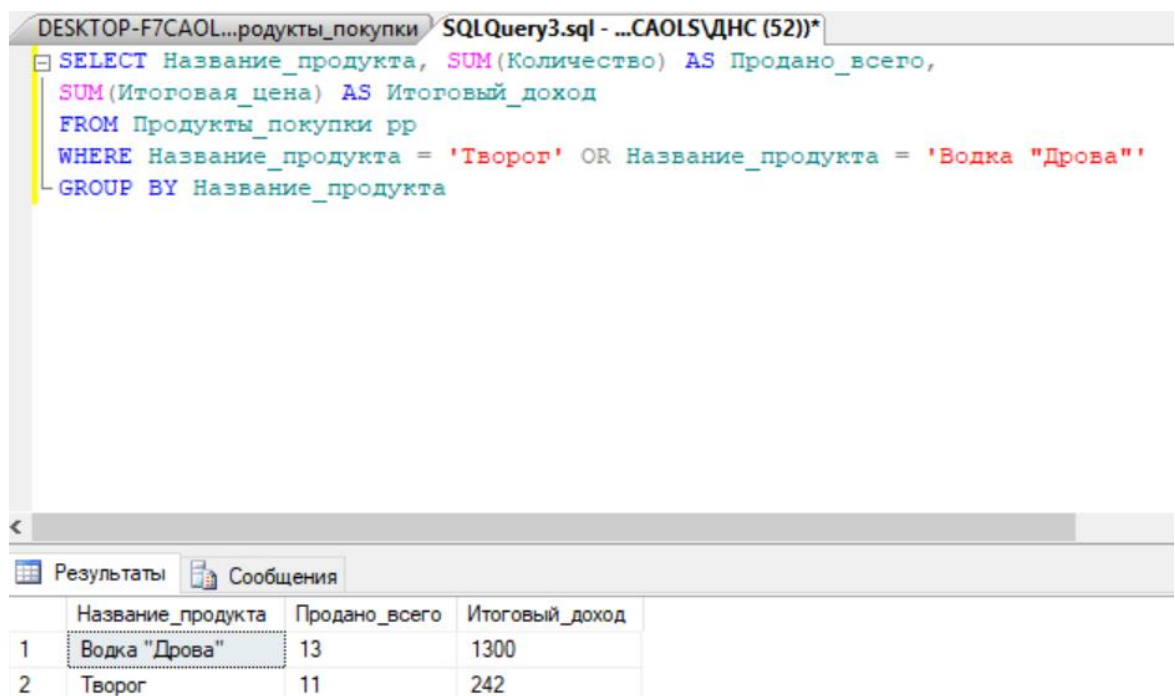 DESKTOP-F7CAOL...родукты_покупки SQLQuery3.sql - ...CAOLS\ДНС (52))*
SELECT Название_продукта, SUM(Количество) AS Продано_всего,
SUM(Итоговая_цена) AS Итоговый_доход
FROM Продукты_покупки pp
WHERE Название_продукта = 'Творог' OR Название_продукта = 'Водка "Дрова"'
GROUP BY Название_продукта
Результаты Сообщения
Название_продукта Продано_всего Итоговый_доход
1 Водка "Дрова" 13 1300
2 Творог 11 242